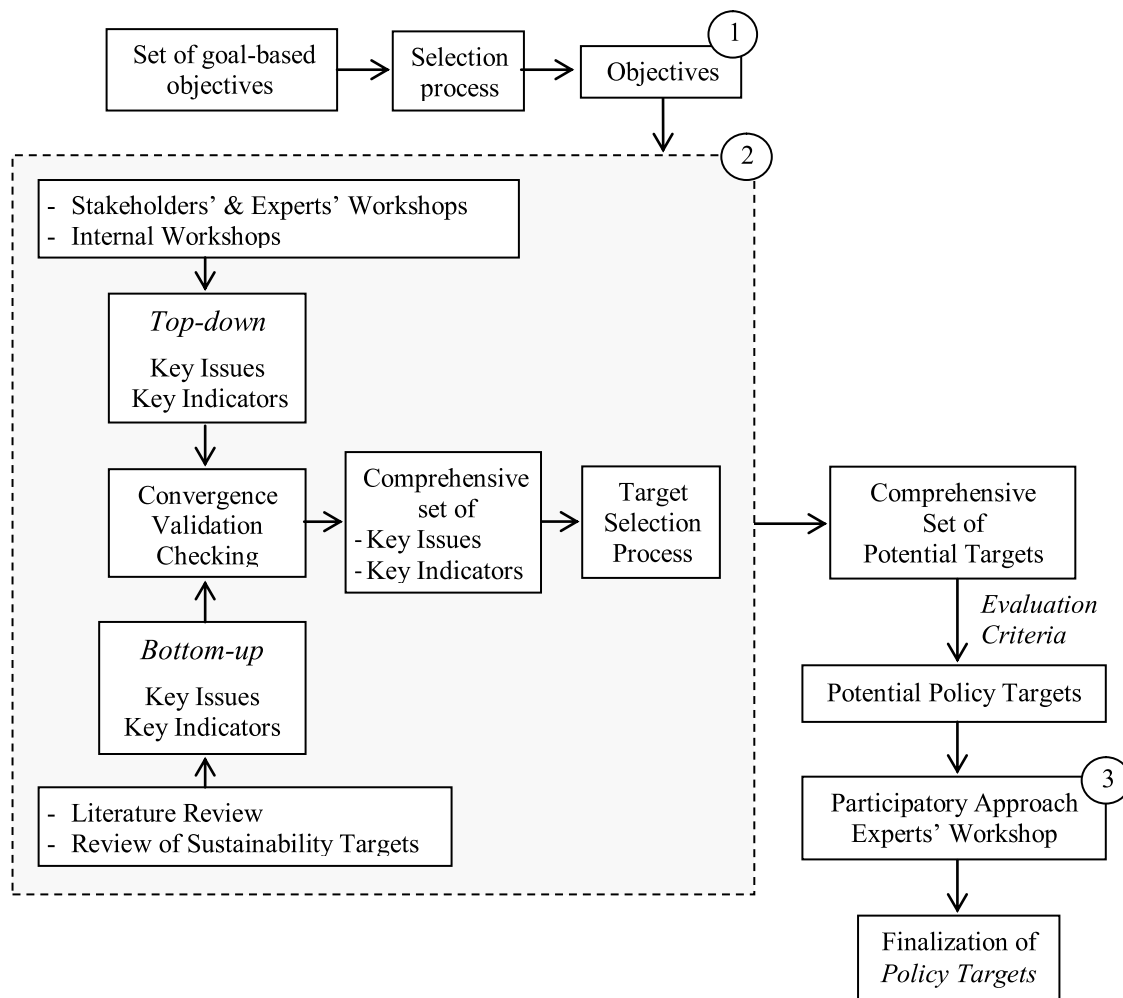 Set of goal-based
objectives
Selection
process
Objectives
1
2
- Stakeholders’ & Experts’ Workshops
- Internal Workshops
Top-down
Key Issues
Key Indicators
Convergence
Validation
Checking
Comprehensive
set of
- Key Issues
- Key Indicators
Target
Selection
Process
Bottom-up
Key Issues
Key Indicators
- Literature Review
- Review of Sustainability Targets
Comprehensive
Set of
Potential Targets
Evaluation
Criteria
Potential Policy Targets
3
Participatory Approach
Experts’ Workshop
Finalization of
Policy Targets